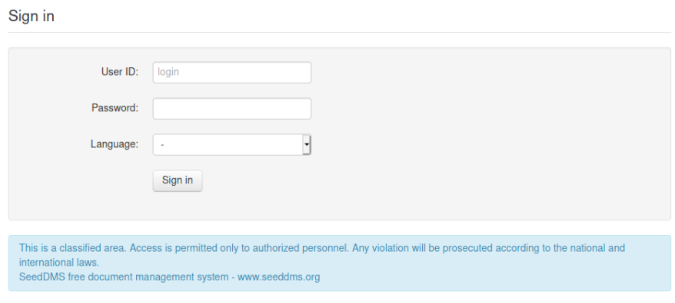 Sign in
User ID: login
Password:
Language: -
Sign in
This is a classified area. Access is permitted only to authorized personnel. Any violation will be prosecuted according to the national and
international laws.
SeedDMS free document management system - www.seeddms.org